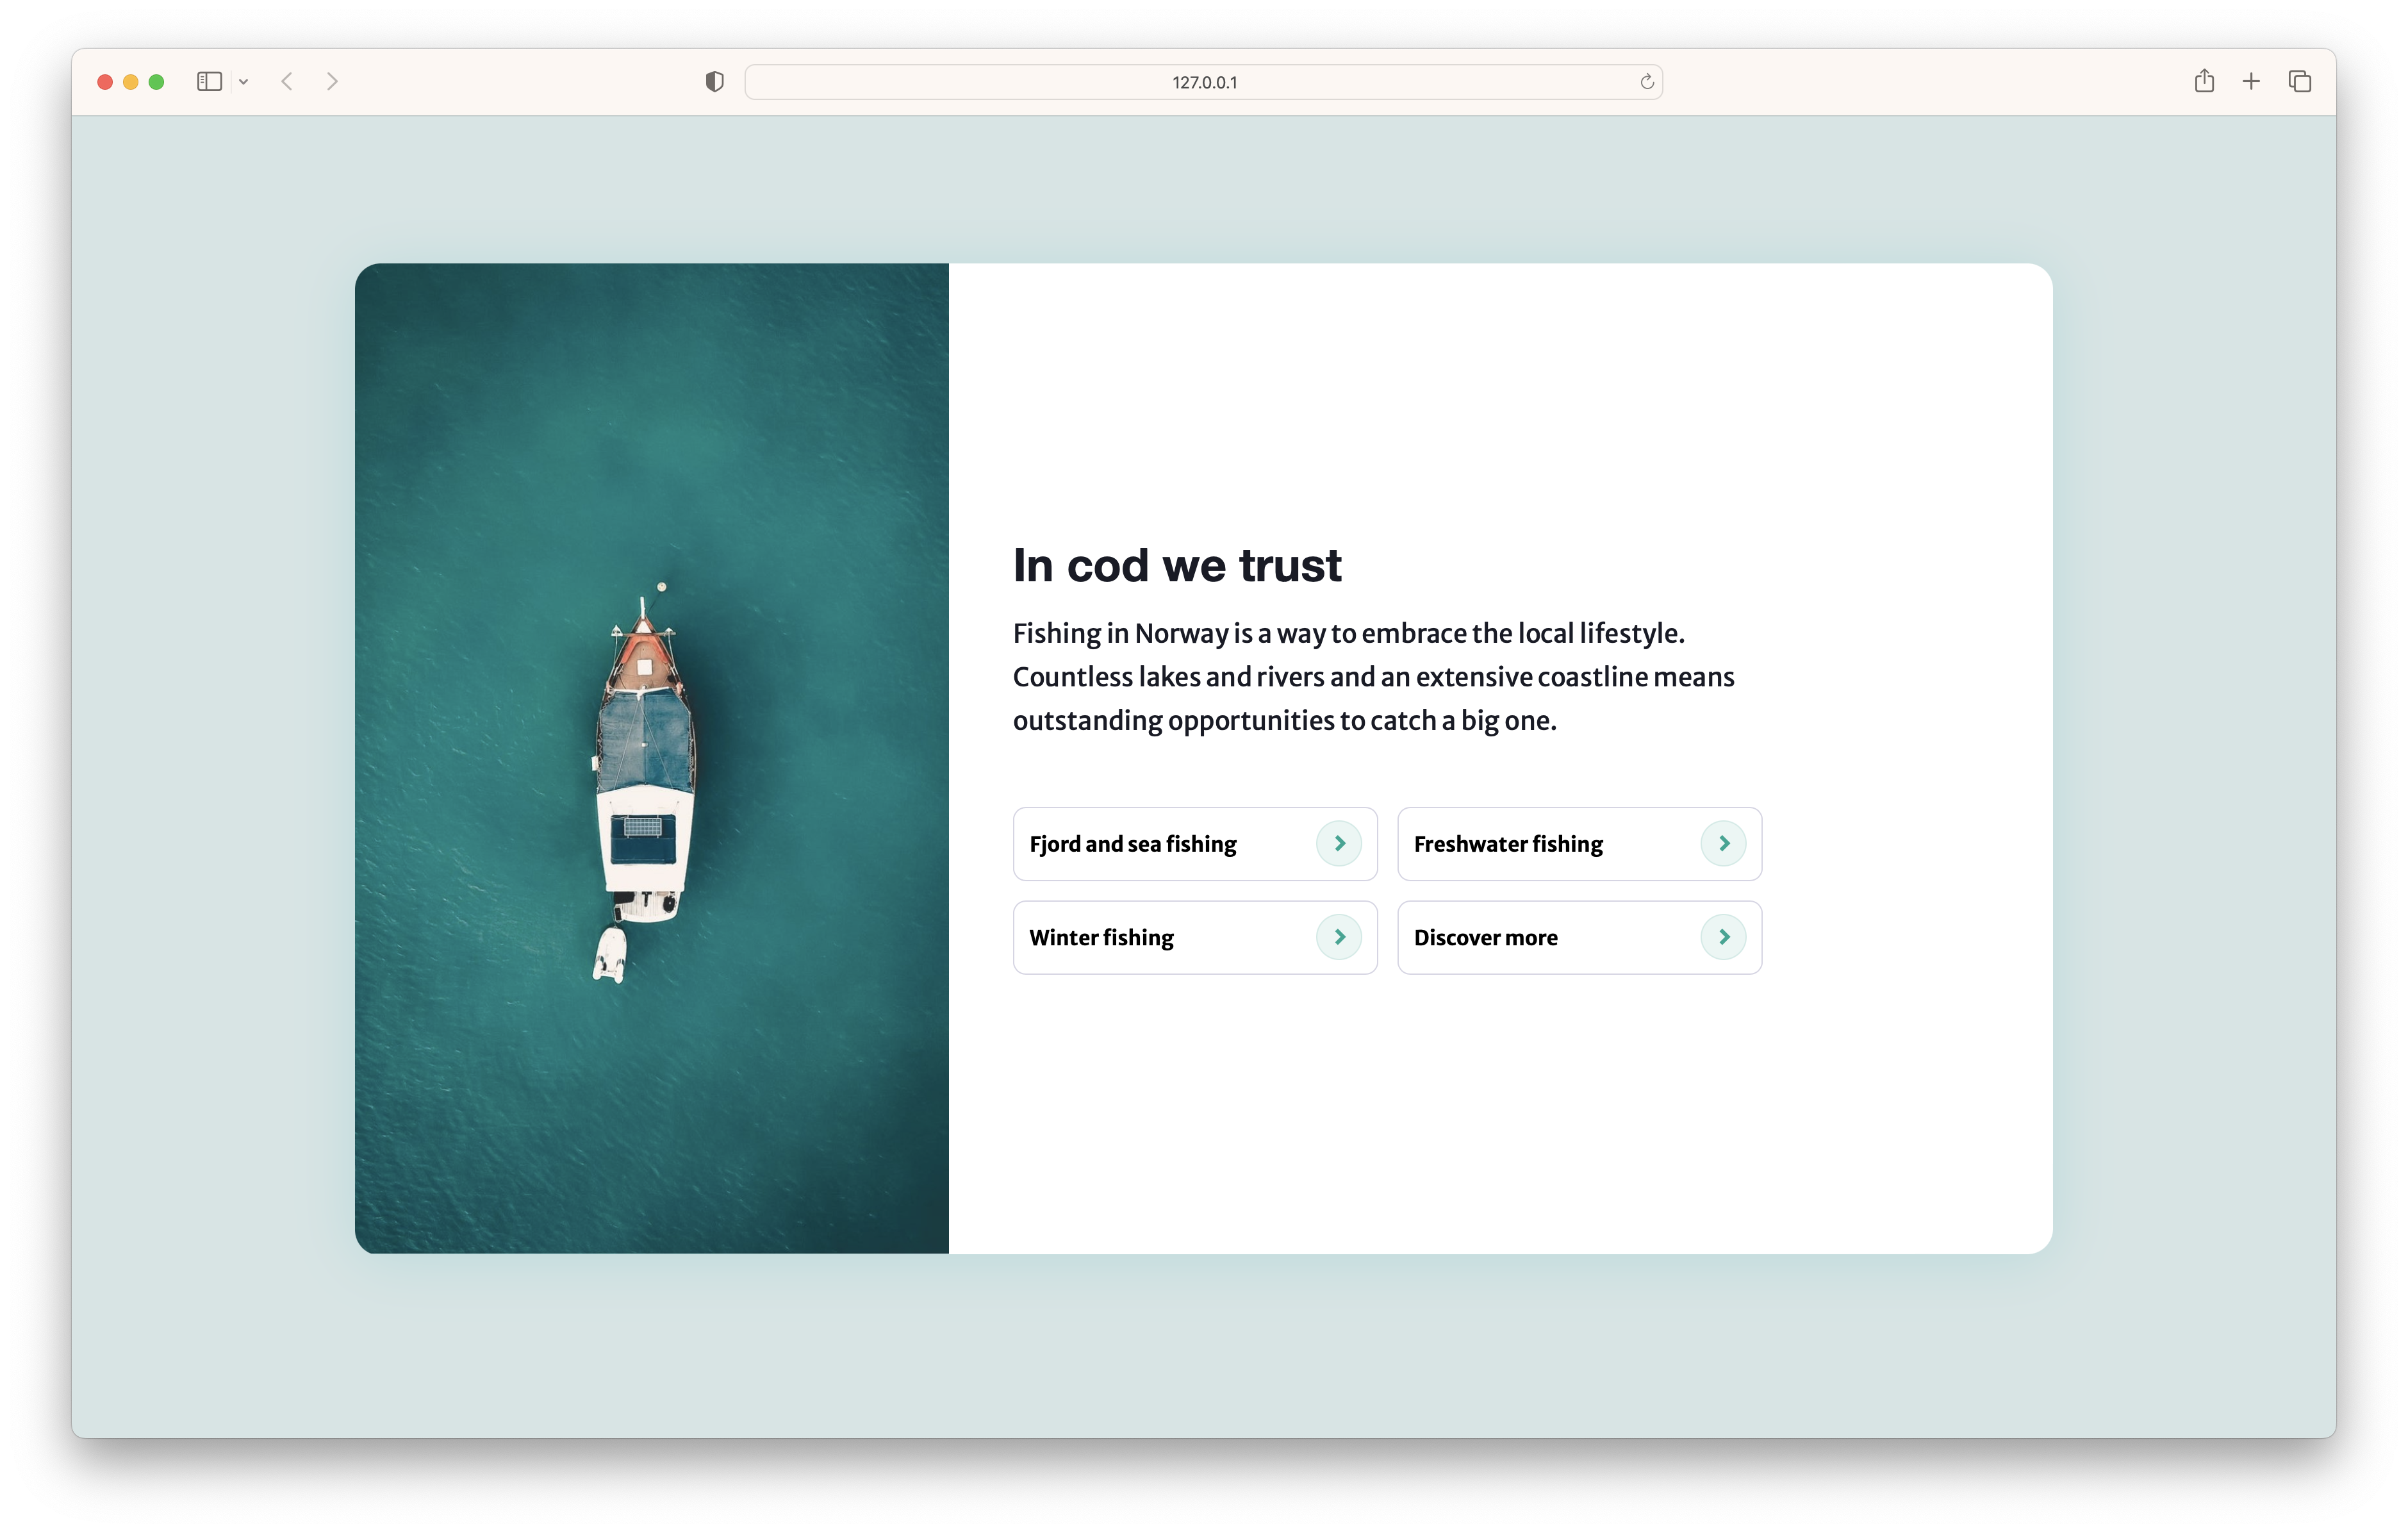 127.0.0.1
In cod we trust
Fishing in Norway is a way to embrace the local lifestyle.
Countless lakes and rivers and an extensive coastline means
outstanding opportunities to catch a big one.
Fjord and sea fishing
Freshwater fishing
Winter fishing
Discover more